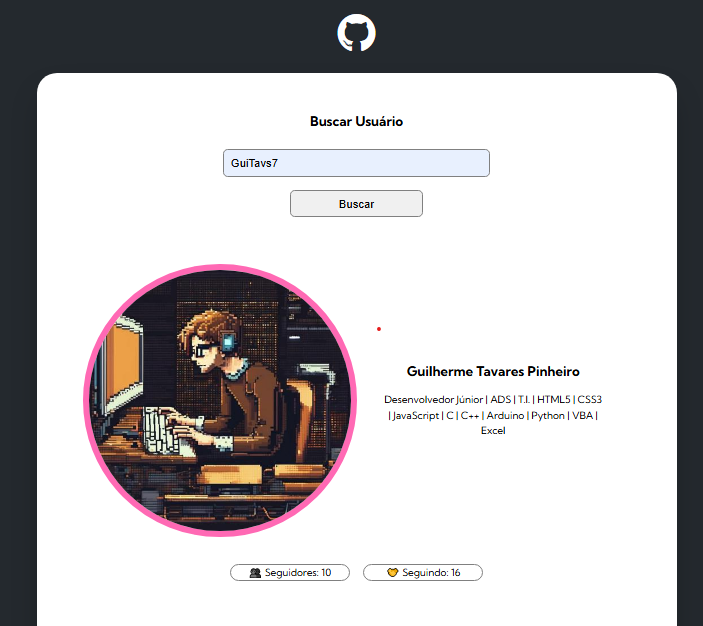 Buscar Usuário
GuiTavs7
Buscar
Guilherme Tavares Pinheiro
Desenvolvedor Júnior | ADS | T.I. | HTML5 | CSS3
| JavaScript | C | C++ | Arduino | Python | VBA |
Excel
👥 Seguidores: 10
🤝 Seguindo: 16